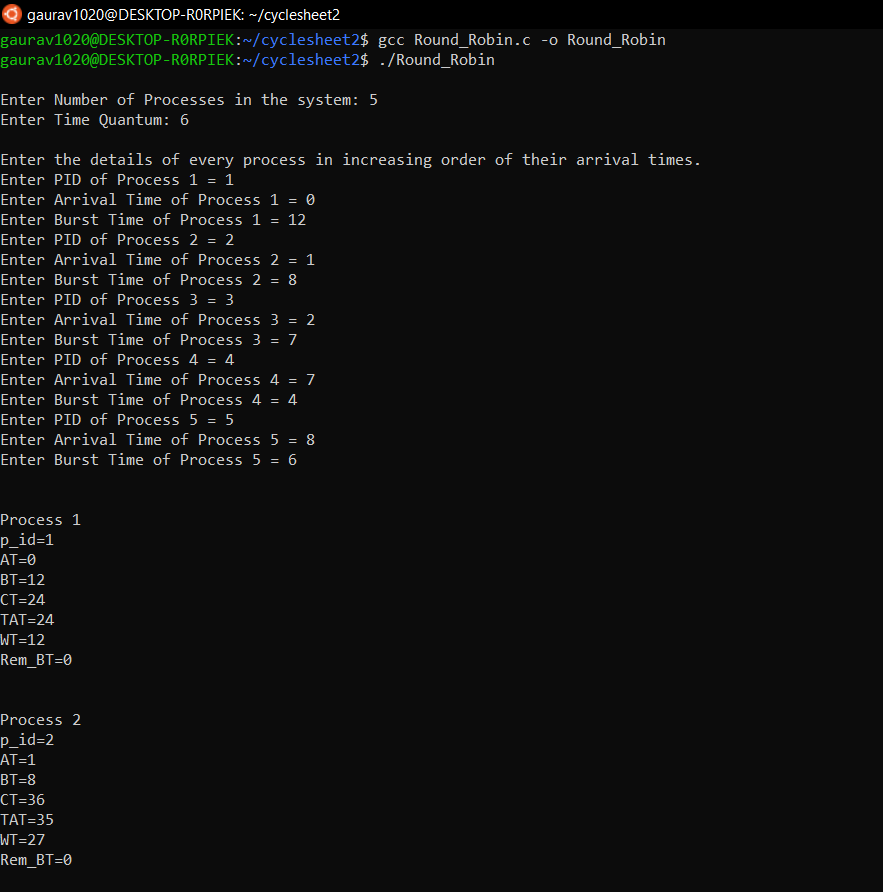 gaurav1020@DESKTOP-R0RPIEK: ~/cyclesheet2
gaurav1020@DESKTOP-R0RPIEK:~/cyclesheet2$ gcc Round_Robin.c -o Round_Robin
gaurav1020@DESKTOP-R0RPIEK:~/cyclesheet2$ ./Round_Robin
Enter Number of Processes in the system: 5
Enter Time Quantum: 6
Enter the details of every process in increasing order of their arrival times.
Enter PID of Process 1 = 1
Enter Arrival Time of Process 1 = 0
Enter Burst Time of Process 1 = 12
Enter PID of Process 2 = 2
Enter Arrival Time of Process 2 = 1
Enter Burst Time of Process 2 = 8
Enter PID of Process 3 = 3
Enter Arrival Time of Process 3 = 2
Enter Burst Time of Process 3 = 7
Enter PID of Process 4 = 4
Enter Arrival Time of Process 4 = 7
Enter Burst Time of Process 4 = 4
Enter PID of Process 5 = 5
Enter Arrival Time of Process 5 = 8
Enter Burst Time of Process 5 = 6
Process 1
p_id=1
AT=0
BT=12
CT=24
TAT=24
WT=12
Rem_BT=0
Process 2
p_id=2
AT=1
BT=8
CT=36
TAT=35
WT=27
Rem_BT=0